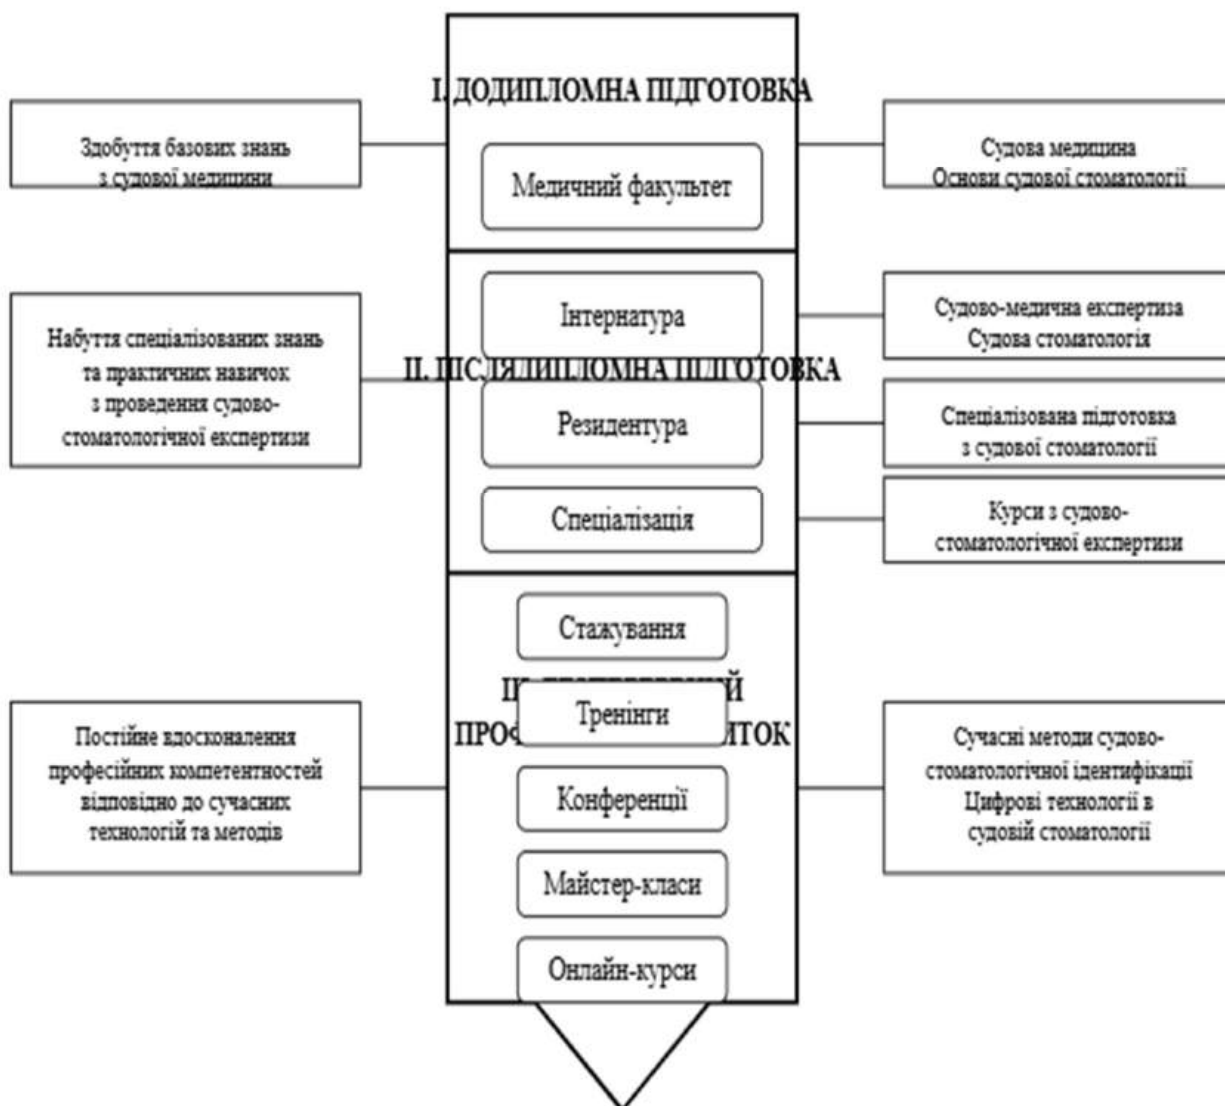 І. ДОДИПЛОМНА ПІДГОТОВКА
Здобуття базових знань
з судової медицини
Медичний факультет
Судова медицина
Основи судової стоматології
Набуття спеціалізованих знань
та практичних навичок
з проведення судово-
стоматологічної експертизи
Інтернатура
ІІ. ПІСЛЯДИПЛОМНА ПІДГОТОВКА
Резидентура
Спеціалізація
Судово-медична експертиза
Судова стоматологія
Спеціалізована підготовка
з судової стоматології
Курси з судово-
стоматологічної експертизи
Постійне вдосконалення
професійних компетентностей
відповідно до сучасних
технологій та методів
Стажування
Тренінги
Конференції
Майстер-класи
Онлайн-курси
Сучасні методи судово-
стоматологічної ідентифікації
Цифрові технології в
судовій стоматології